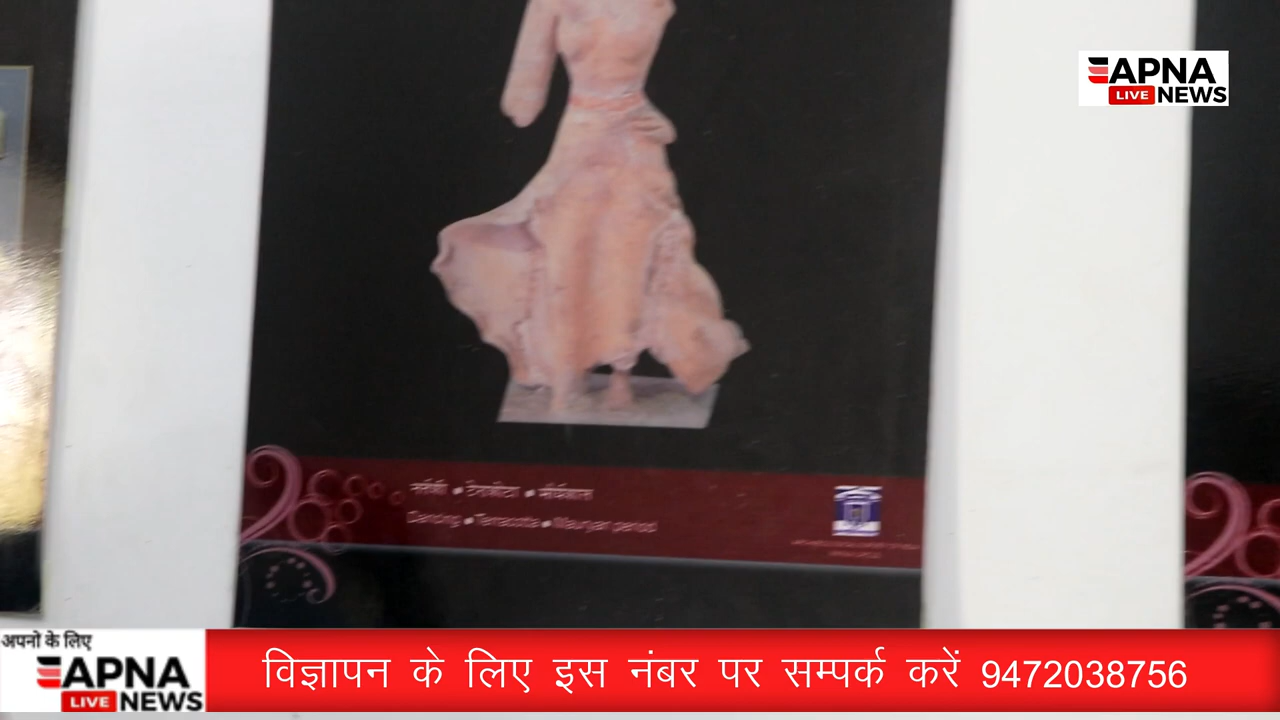 APNA
LIVE NEWS
नर्तकी • टेराकोटा • मौर्यकाल
Dancing • Terracotta • Mauryan period
अपनों के लिए
APNA
LIVE NEWS
विज्ञापन के लिए इस नंबर पर सम्पर्क करें 9472038756